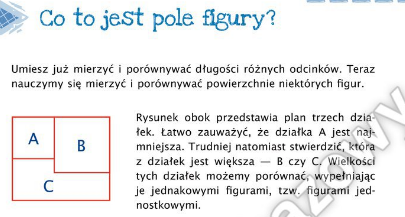 Co to jest pole figury?
Umiesz już mierzyć i porównywać długości różnych odcinków. Teraz
nauczymy się mierzyć i porównywać powierzchnie niektórych figur.
Rysunek obok przedstawia plan trzech dzia-
łek. Łatwo zauważyć, że działka A jest naj-
mniejsza. Trudniej natomiast stwierdzić, która
z działek jest większa — B czy C. Wielkości
tych działek możemy porównać, wypełniając
je jednakowymi figurami, tzw. figurami jed-
nostkowymi.
A
B
C